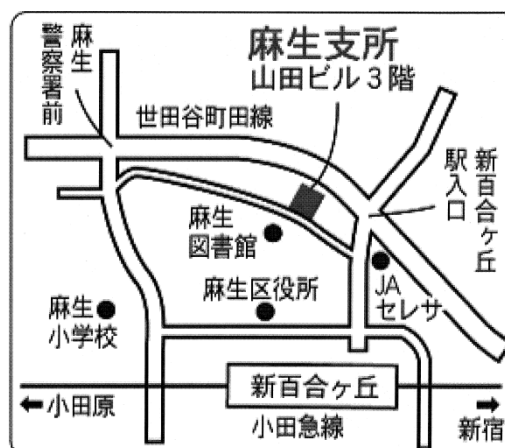 麻生
警察署前
麻生支所
山田ビル3階
世田谷町田線
新百合ヶ丘
駅入口
麻生
図書館
麻生区役所
JA
セレサ
麻生
小学校
新百合ヶ丘
←小田原
小田急線
→
新宿